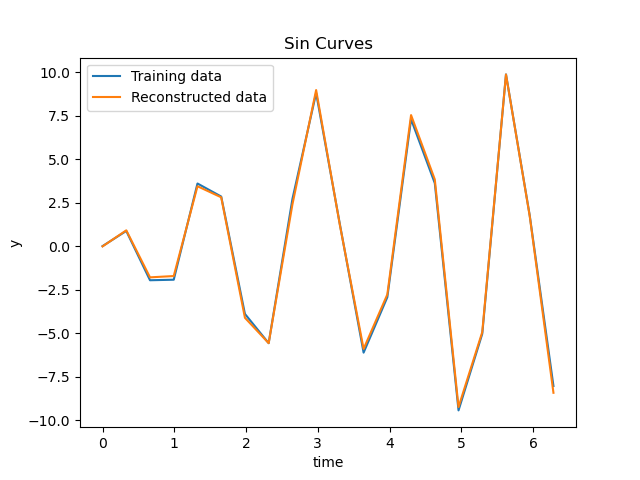 Sin Curves
Training data
Reconstructed data
10.0
7.5
5.0
2.5
0.0
−2.5
−5.0
−7.5
−10.0
y
0 1 2 3 4 5 6
time